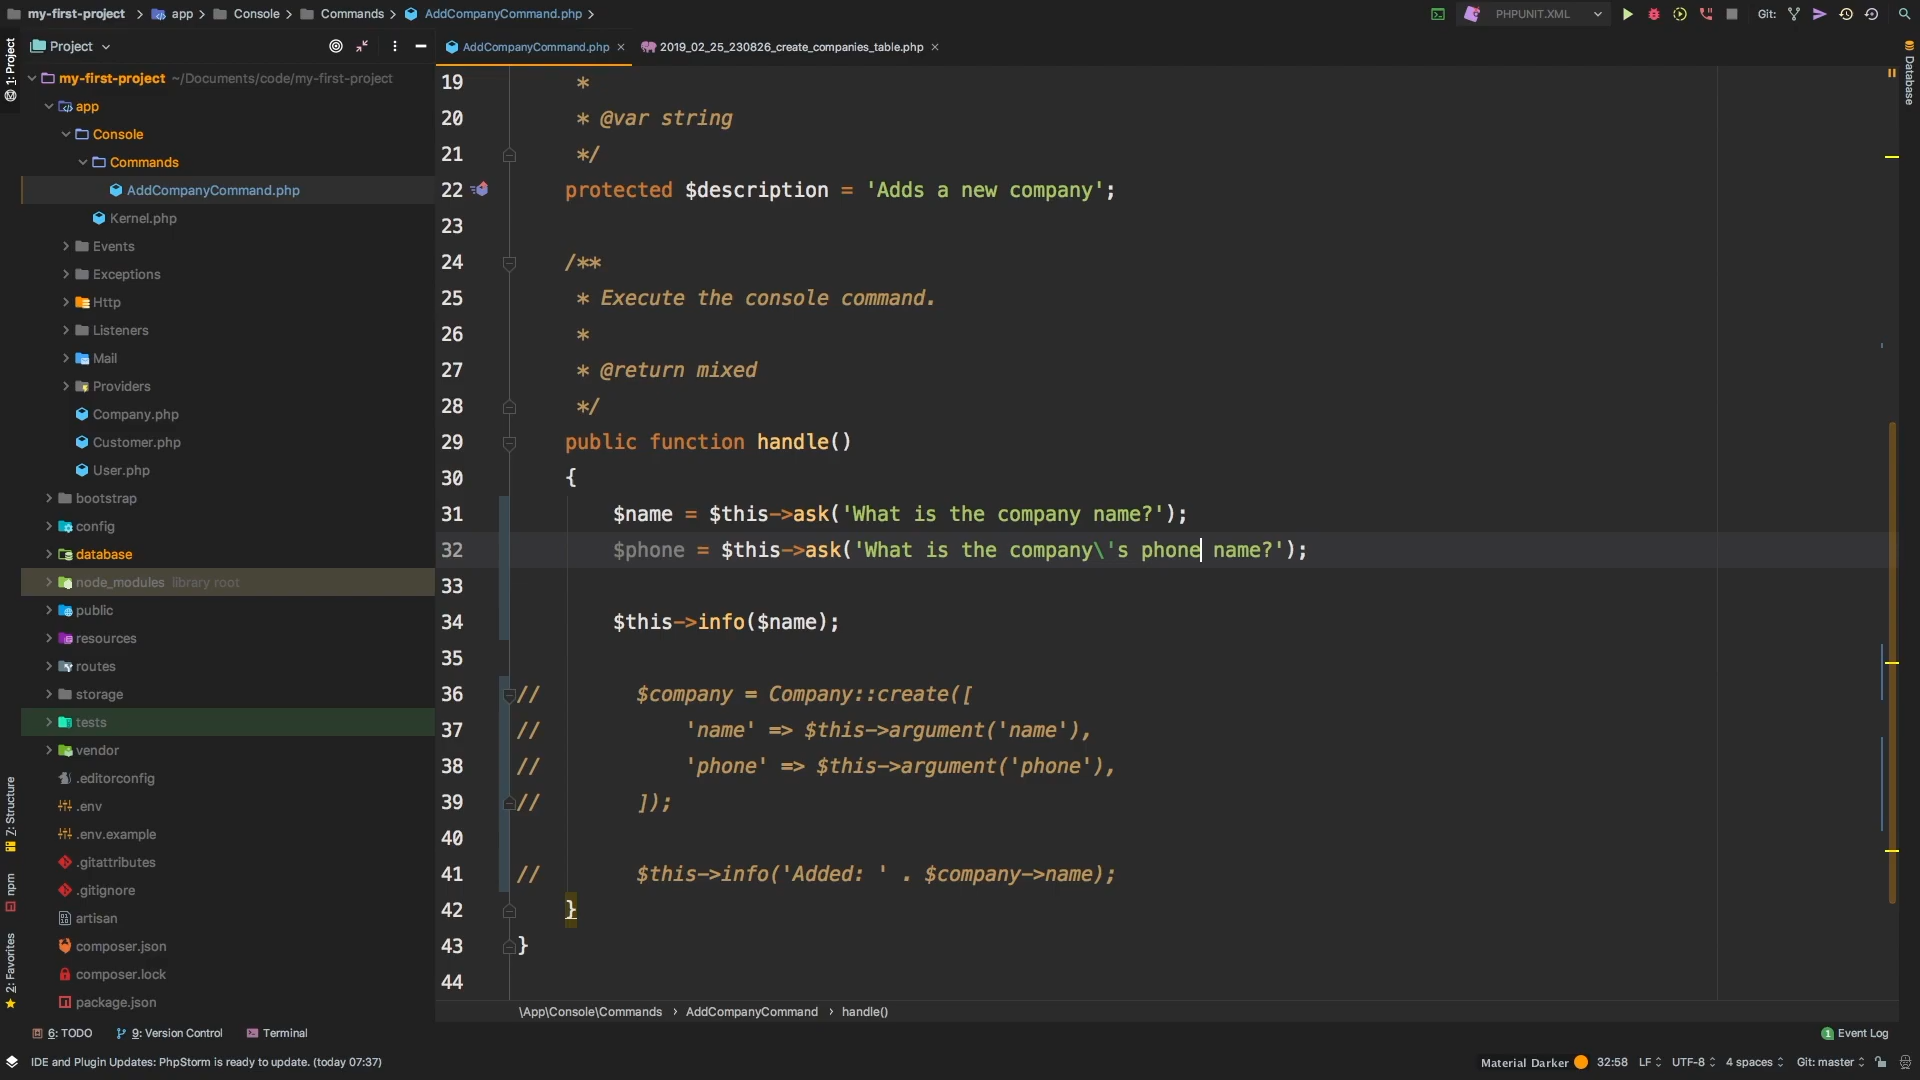 my-first-project app Console Commands AddCompanyCommand.php PHPUNIT.XML Git:
1: Project
Project
AddCompanyCommand.php 2019_02_25_230826_create_companies_table.php
Database
my-first-project ~/Documents/code/my-first-project
app
Console
Commands
AddCompanyCommand.php
Kernel.php
Events
Exceptions
Http
Listeners
Mail
Providers
Company.php
Customer.php
User.php
bootstrap
config
database
node_modules library root
public
resources
routes
storage
tests
vendor
.editorconfig
.env
.env.example
.gitattributes
.gitignore
artisan
composer.json
composer.lock
package.json
7: Structure
npm
2: Favorites
19 *
20 * @var string
21 */
22 protected $description = 'Adds a new company';
23
24 /**
25 * Execute the console command.
26 *
27 * @return mixed
28 */
29 public function handle()
30 {
31 $name = $this->ask('What is the company name?');
32 $phone = $this->ask('What is the company\'s phone name?');
33
34 $this->info($name);
35
36 // $company = Company::create([
37 // 'name' => $this->argument('name'),
38 // 'phone' => $this->argument('phone'),
39 // ]);
40
41 // $this->info('Added: ' . $company->name);
42 }
43 }
44
\App\Console\Commands › AddCompanyCommand › handle()
6: TODO 9: Version Control Terminal 1 Event Log
IDE and Plugin Updates: PhpStorm is ready to update. (today 07:37) Material Darker 32:58 LF UTF-8 4 spaces Git: master